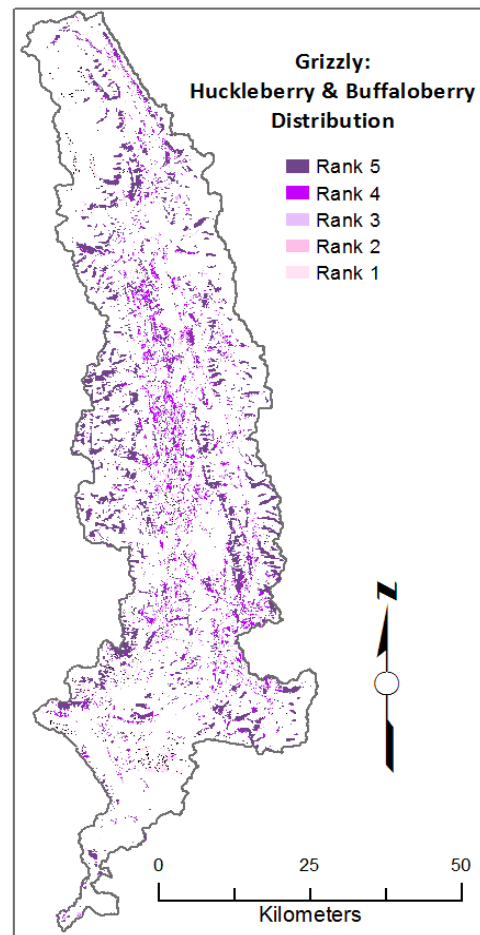 Grizzly:
Huckleberry & Buffaloberry
Distribution
Rank 5
Rank 4
Rank 3
Rank 2
Rank 1
N
0 25 50
Kilometers